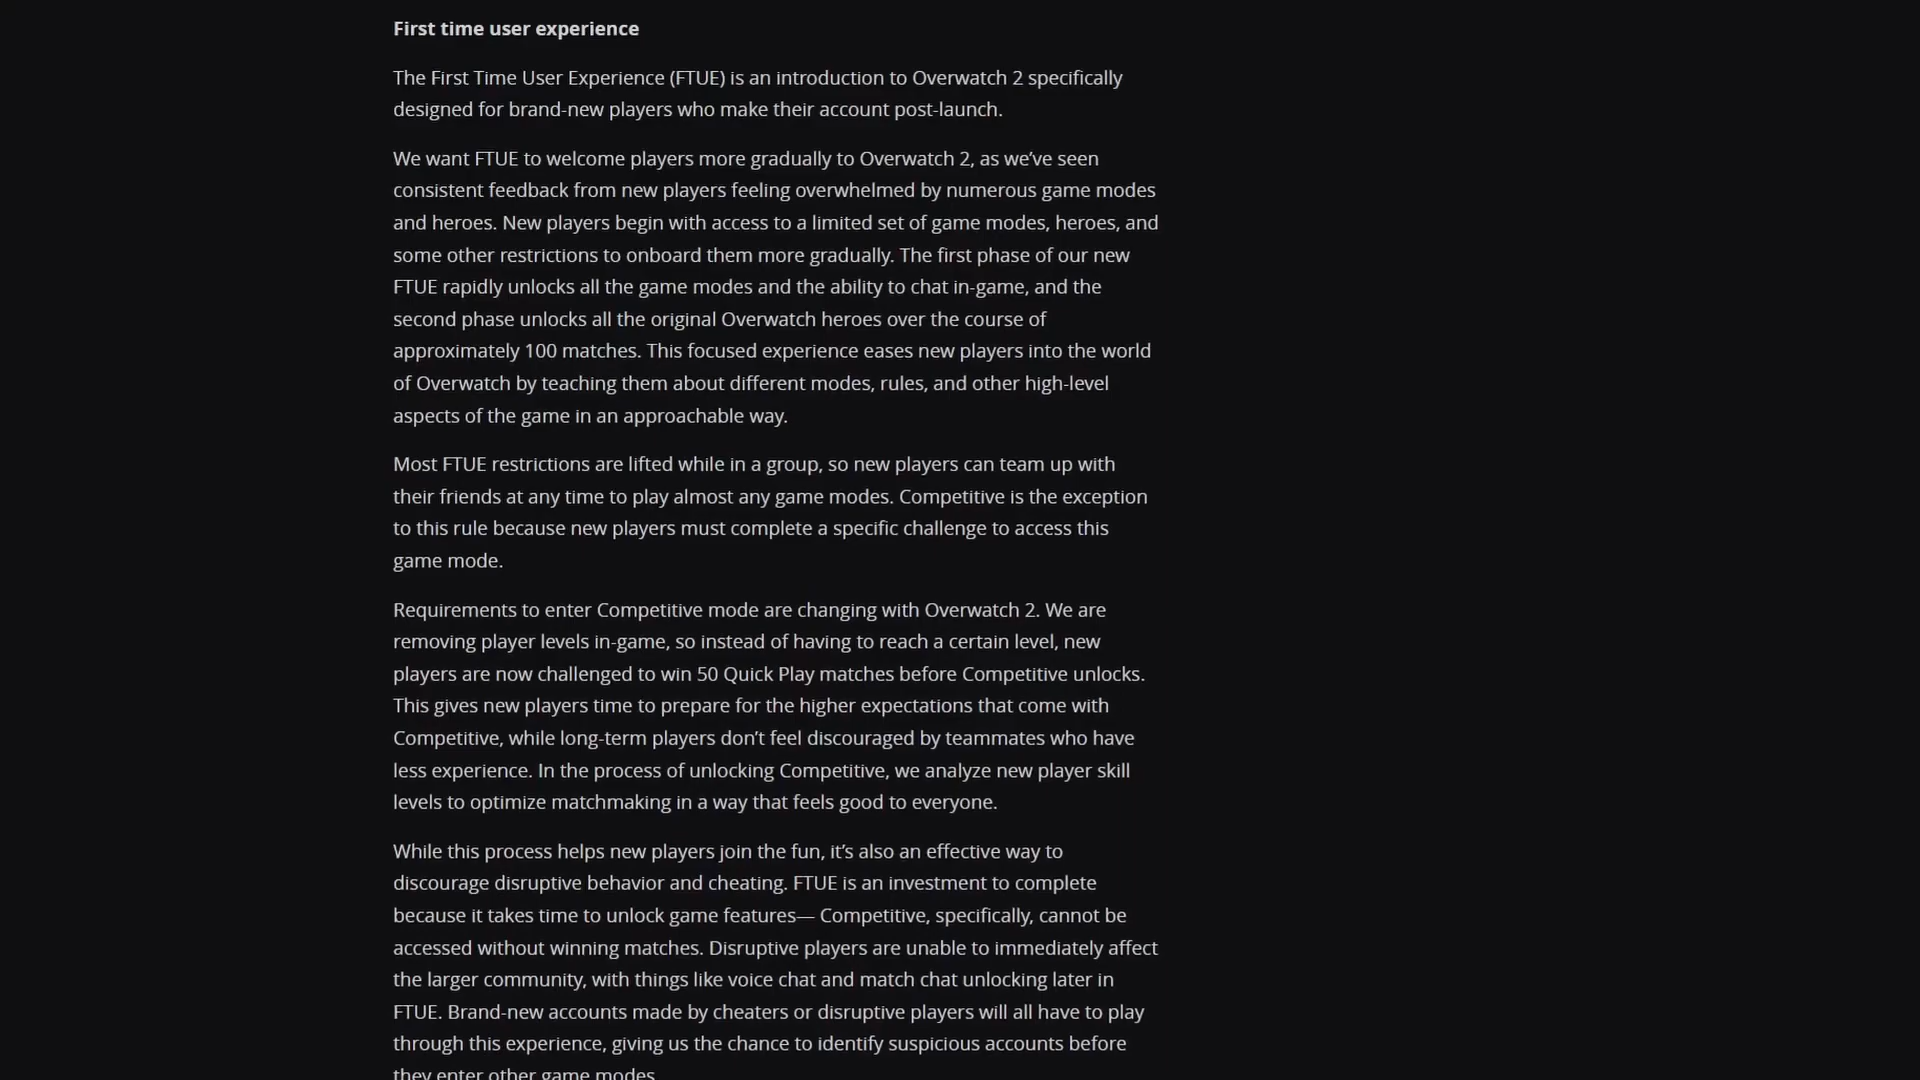 First time user experience
The First Time User Experience (FTUE) is an introduction to Overwatch 2 specifically
designed for brand-new players who make their account post-launch.
We want FTUE to welcome players more gradually to Overwatch 2, as we’ve seen
consistent feedback from new players feeling overwhelmed by numerous game modes
and heroes. New players begin with access to a limited set of game modes, heroes, and
some other restrictions to onboard them more gradually. The first phase of our new
FTUE rapidly unlocks all the game modes and the ability to chat in-game, and the
second phase unlocks all the original Overwatch heroes over the course of
approximately 100 matches. This focused experience eases new players into the world
of Overwatch by teaching them about different modes, rules, and other high-level
aspects of the game in an approachable way.
Most FTUE restrictions are lifted while in a group, so new players can team up with
their friends at any time to play almost any game modes. Competitive is the exception
to this rule because new players must complete a specific challenge to access this
game mode.
Requirements to enter Competitive mode are changing with Overwatch 2. We are
removing player levels in-game, so instead of having to reach a certain level, new
players are now challenged to win 50 Quick Play matches before Competitive unlocks.
This gives new players time to prepare for the higher expectations that come with
Competitive, while long-term players don’t feel discouraged by teammates who have
less experience. In the process of unlocking Competitive, we analyze new player skill
levels to optimize matchmaking in a way that feels good to everyone.
While this process helps new players join the fun, it’s also an effective way to
discourage disruptive behavior and cheating. FTUE is an investment to complete
because it takes time to unlock game features— Competitive, specifically, cannot be
accessed without winning matches. Disruptive players are unable to immediately affect
the larger community, with things like voice chat and match chat unlocking later in
FTUE. Brand-new accounts made by cheaters or disruptive players will all have to play
through this experience, giving us the chance to identify suspicious accounts before
they enter other game modes.